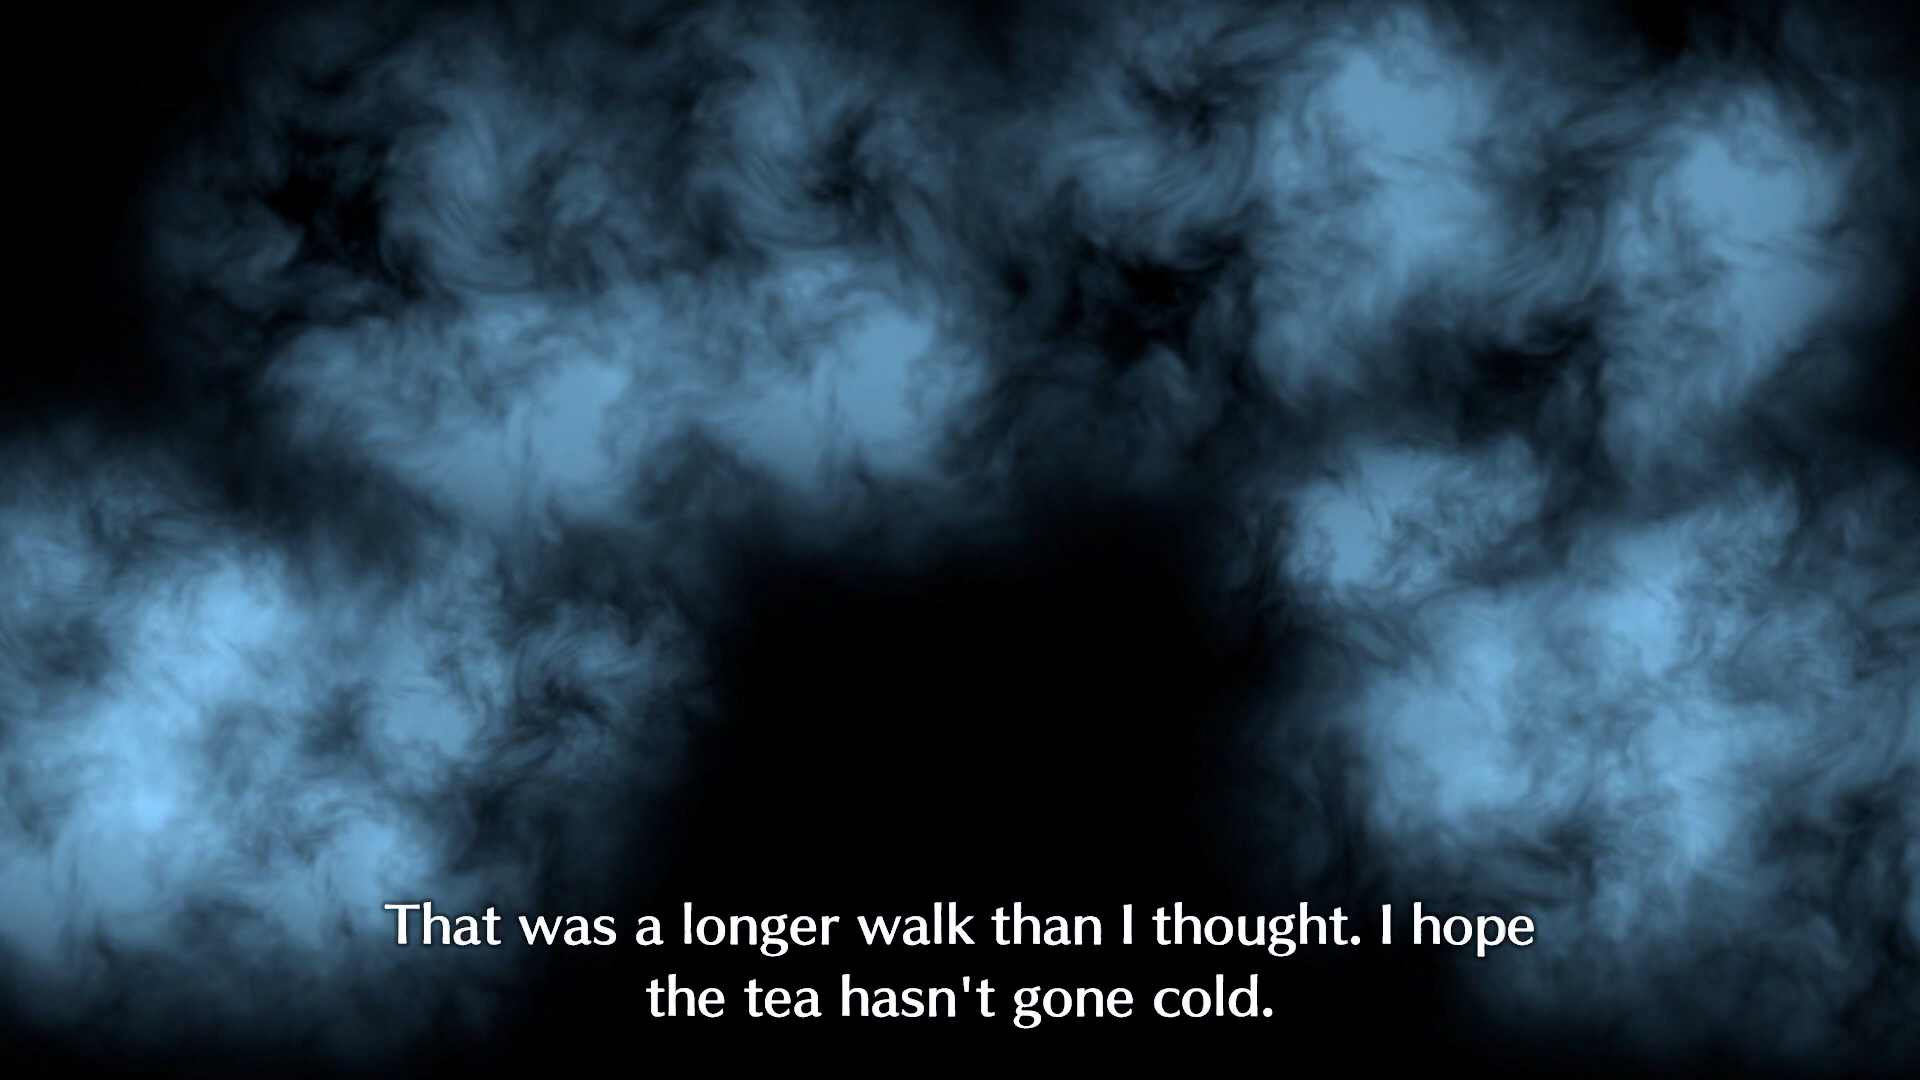 That was a longer walk than I thought. I hope
the tea hasn't gone cold.